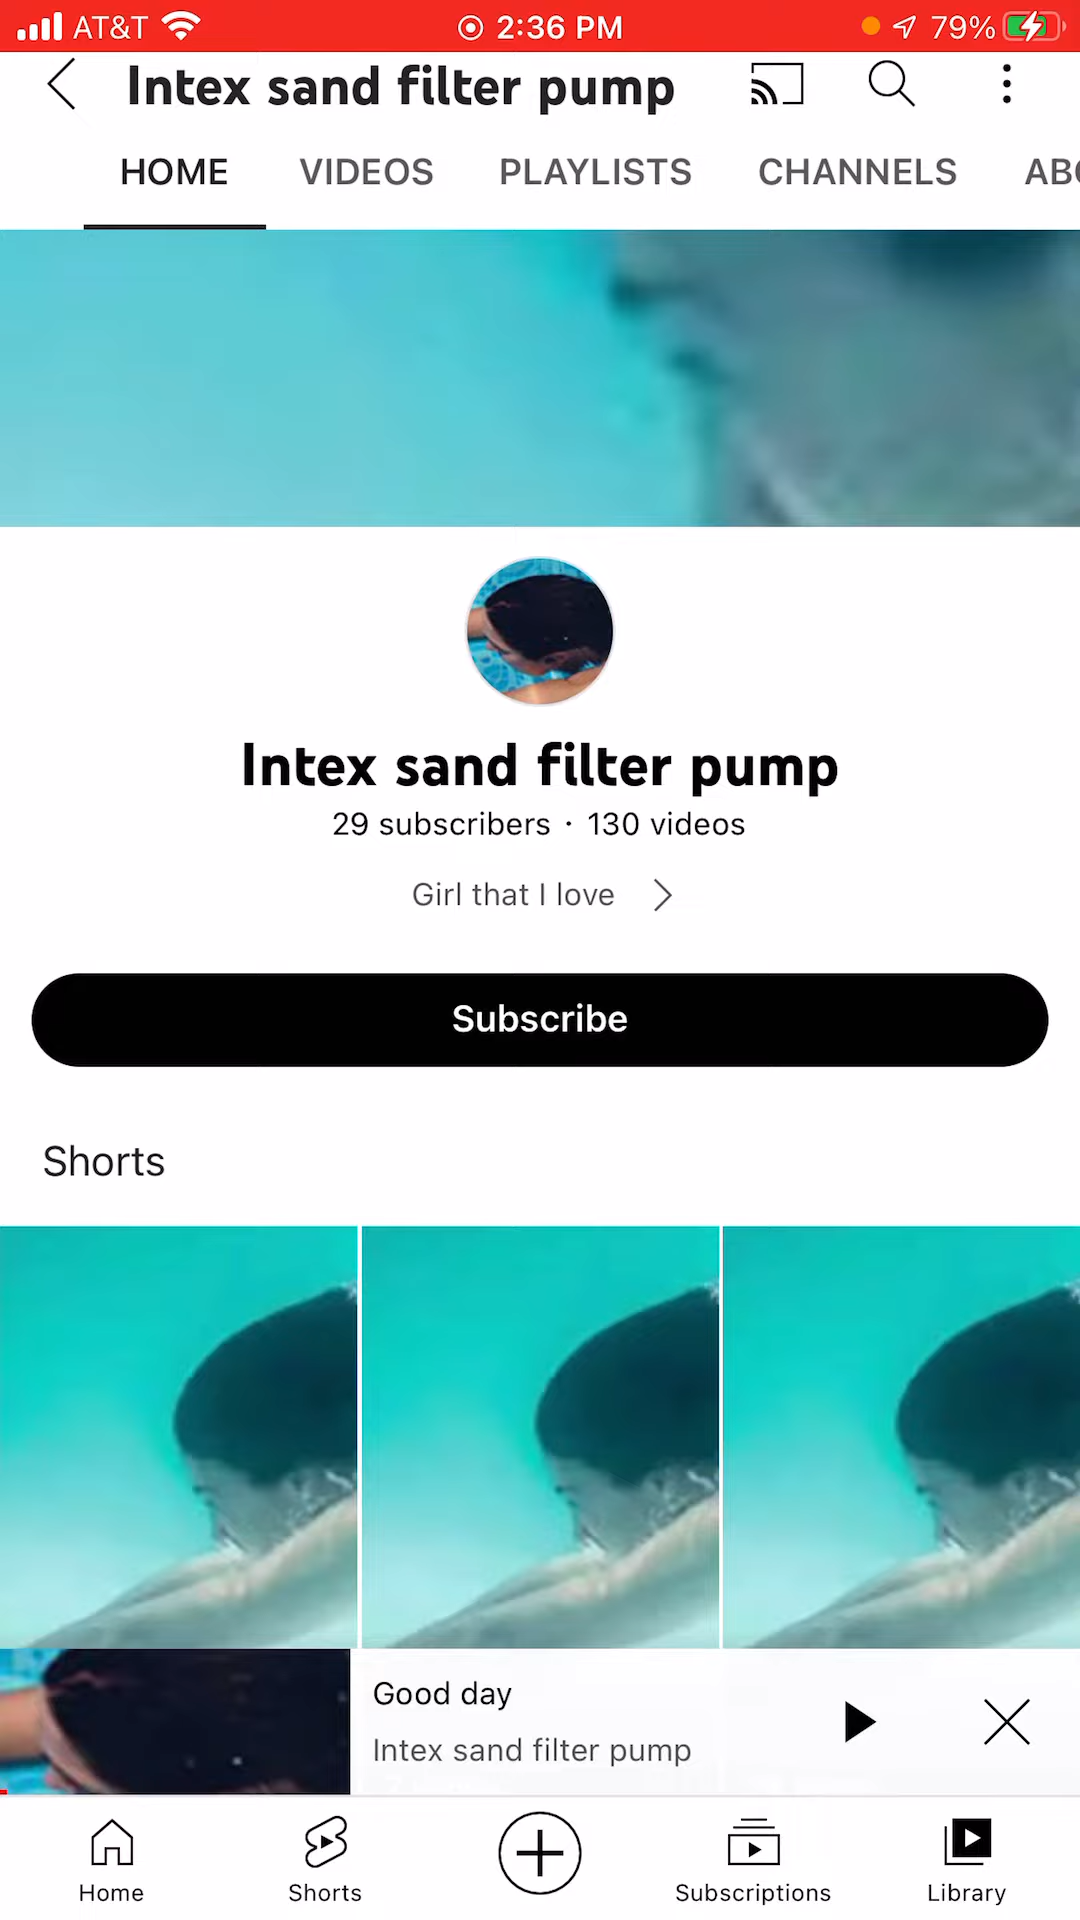 AT&T 2:36 PM 79%
Intex sand filter pump
HOME VIDEOS PLAYLISTS CHANNELS
Intex sand filter pump
29 subscribers · 130 videos
Girl that I love
Subscribe
Shorts
Good day
Intex sand filter pump
Home Shorts Subscriptions Library